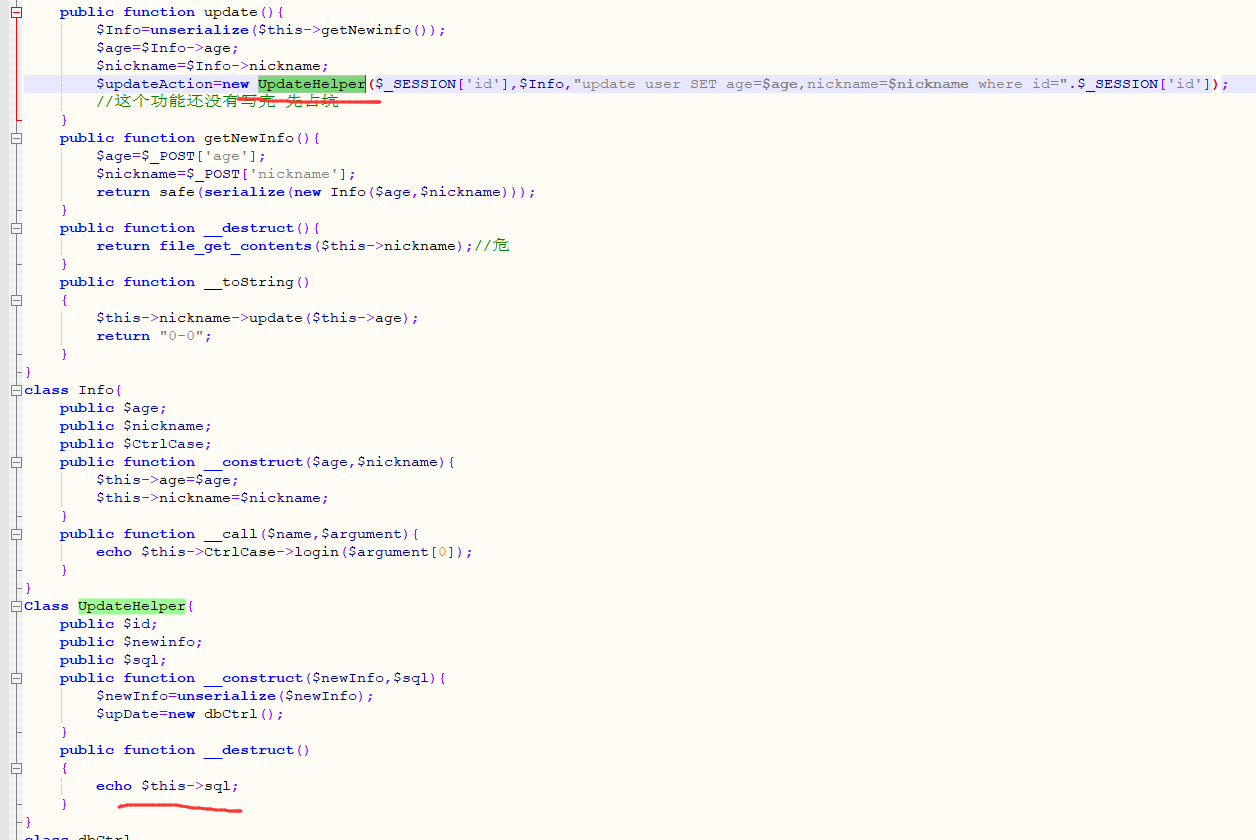 public function update(){
$Info=unserialize($this->getNewinfo());
$age=$Info->age;
$nickname=$Info->nickname;
$updateAction=new UpdateHelper($_SESSION['id'],$Info,"update user SET age=$age,nickname=$nickname where id=".$_SESSION['id']);
//这个功能还没有写完 先占坑
}
public function getNewInfo(){
$age=$_POST['age'];
$nickname=$_POST['nickname'];
return safe(serialize(new Info($age,$nickname)));
}
public function __destruct(){
return file_get_contents($this->nickname);//危
}
public function __toString()
{
$this->nickname->update($this->age);
return "0-0";
}
}
class Info{
public $age;
public $nickname;
public $CtrlCase;
public function __construct($age,$nickname){
$this->age=$age;
$this->nickname=$nickname;
}
public function __call($name,$argument){
echo $this->CtrlCase->login($argument[0]);
}
}
Class UpdateHelper{
public $id;
public $newinfo;
public $sql;
public function __construct($newInfo,$sql){
$newInfo=unserialize($newInfo);
$upDate=new dbCtrl();
}
public function __destruct()
{
echo $this->sql;
}
}
class dbCtrl